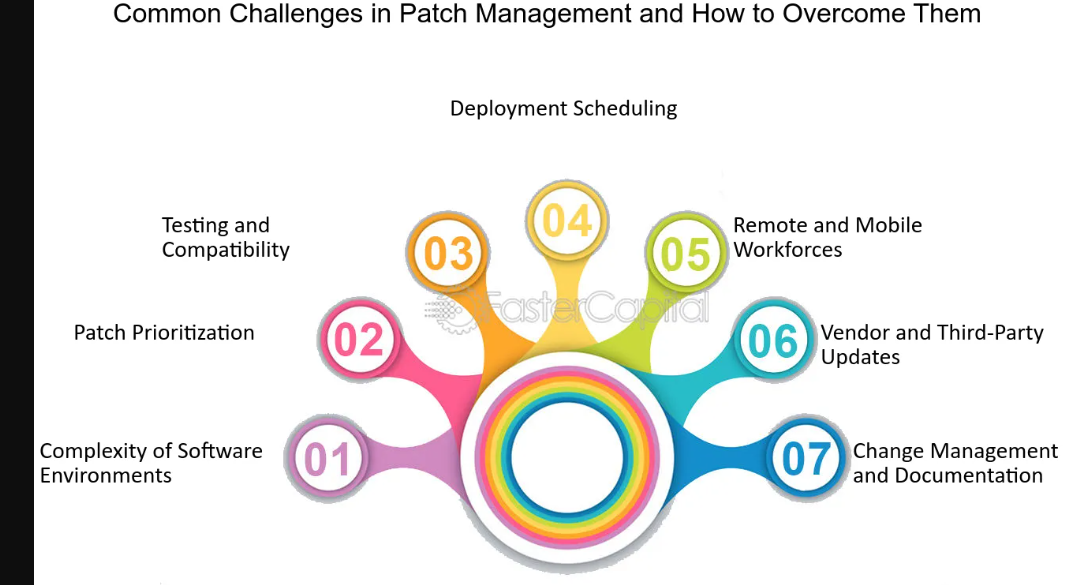 Common Challenges in Patch Management and How to Overcome Them
Deployment Scheduling
Testing and
Compatibility
03
04
05
Remote and Mobile
Workforces
FasterCapital
Patch Prioritization
02
06
Vendor and Third-Party
Updates
Complexity of Software
Environments
01
07
Change Management
and Documentation